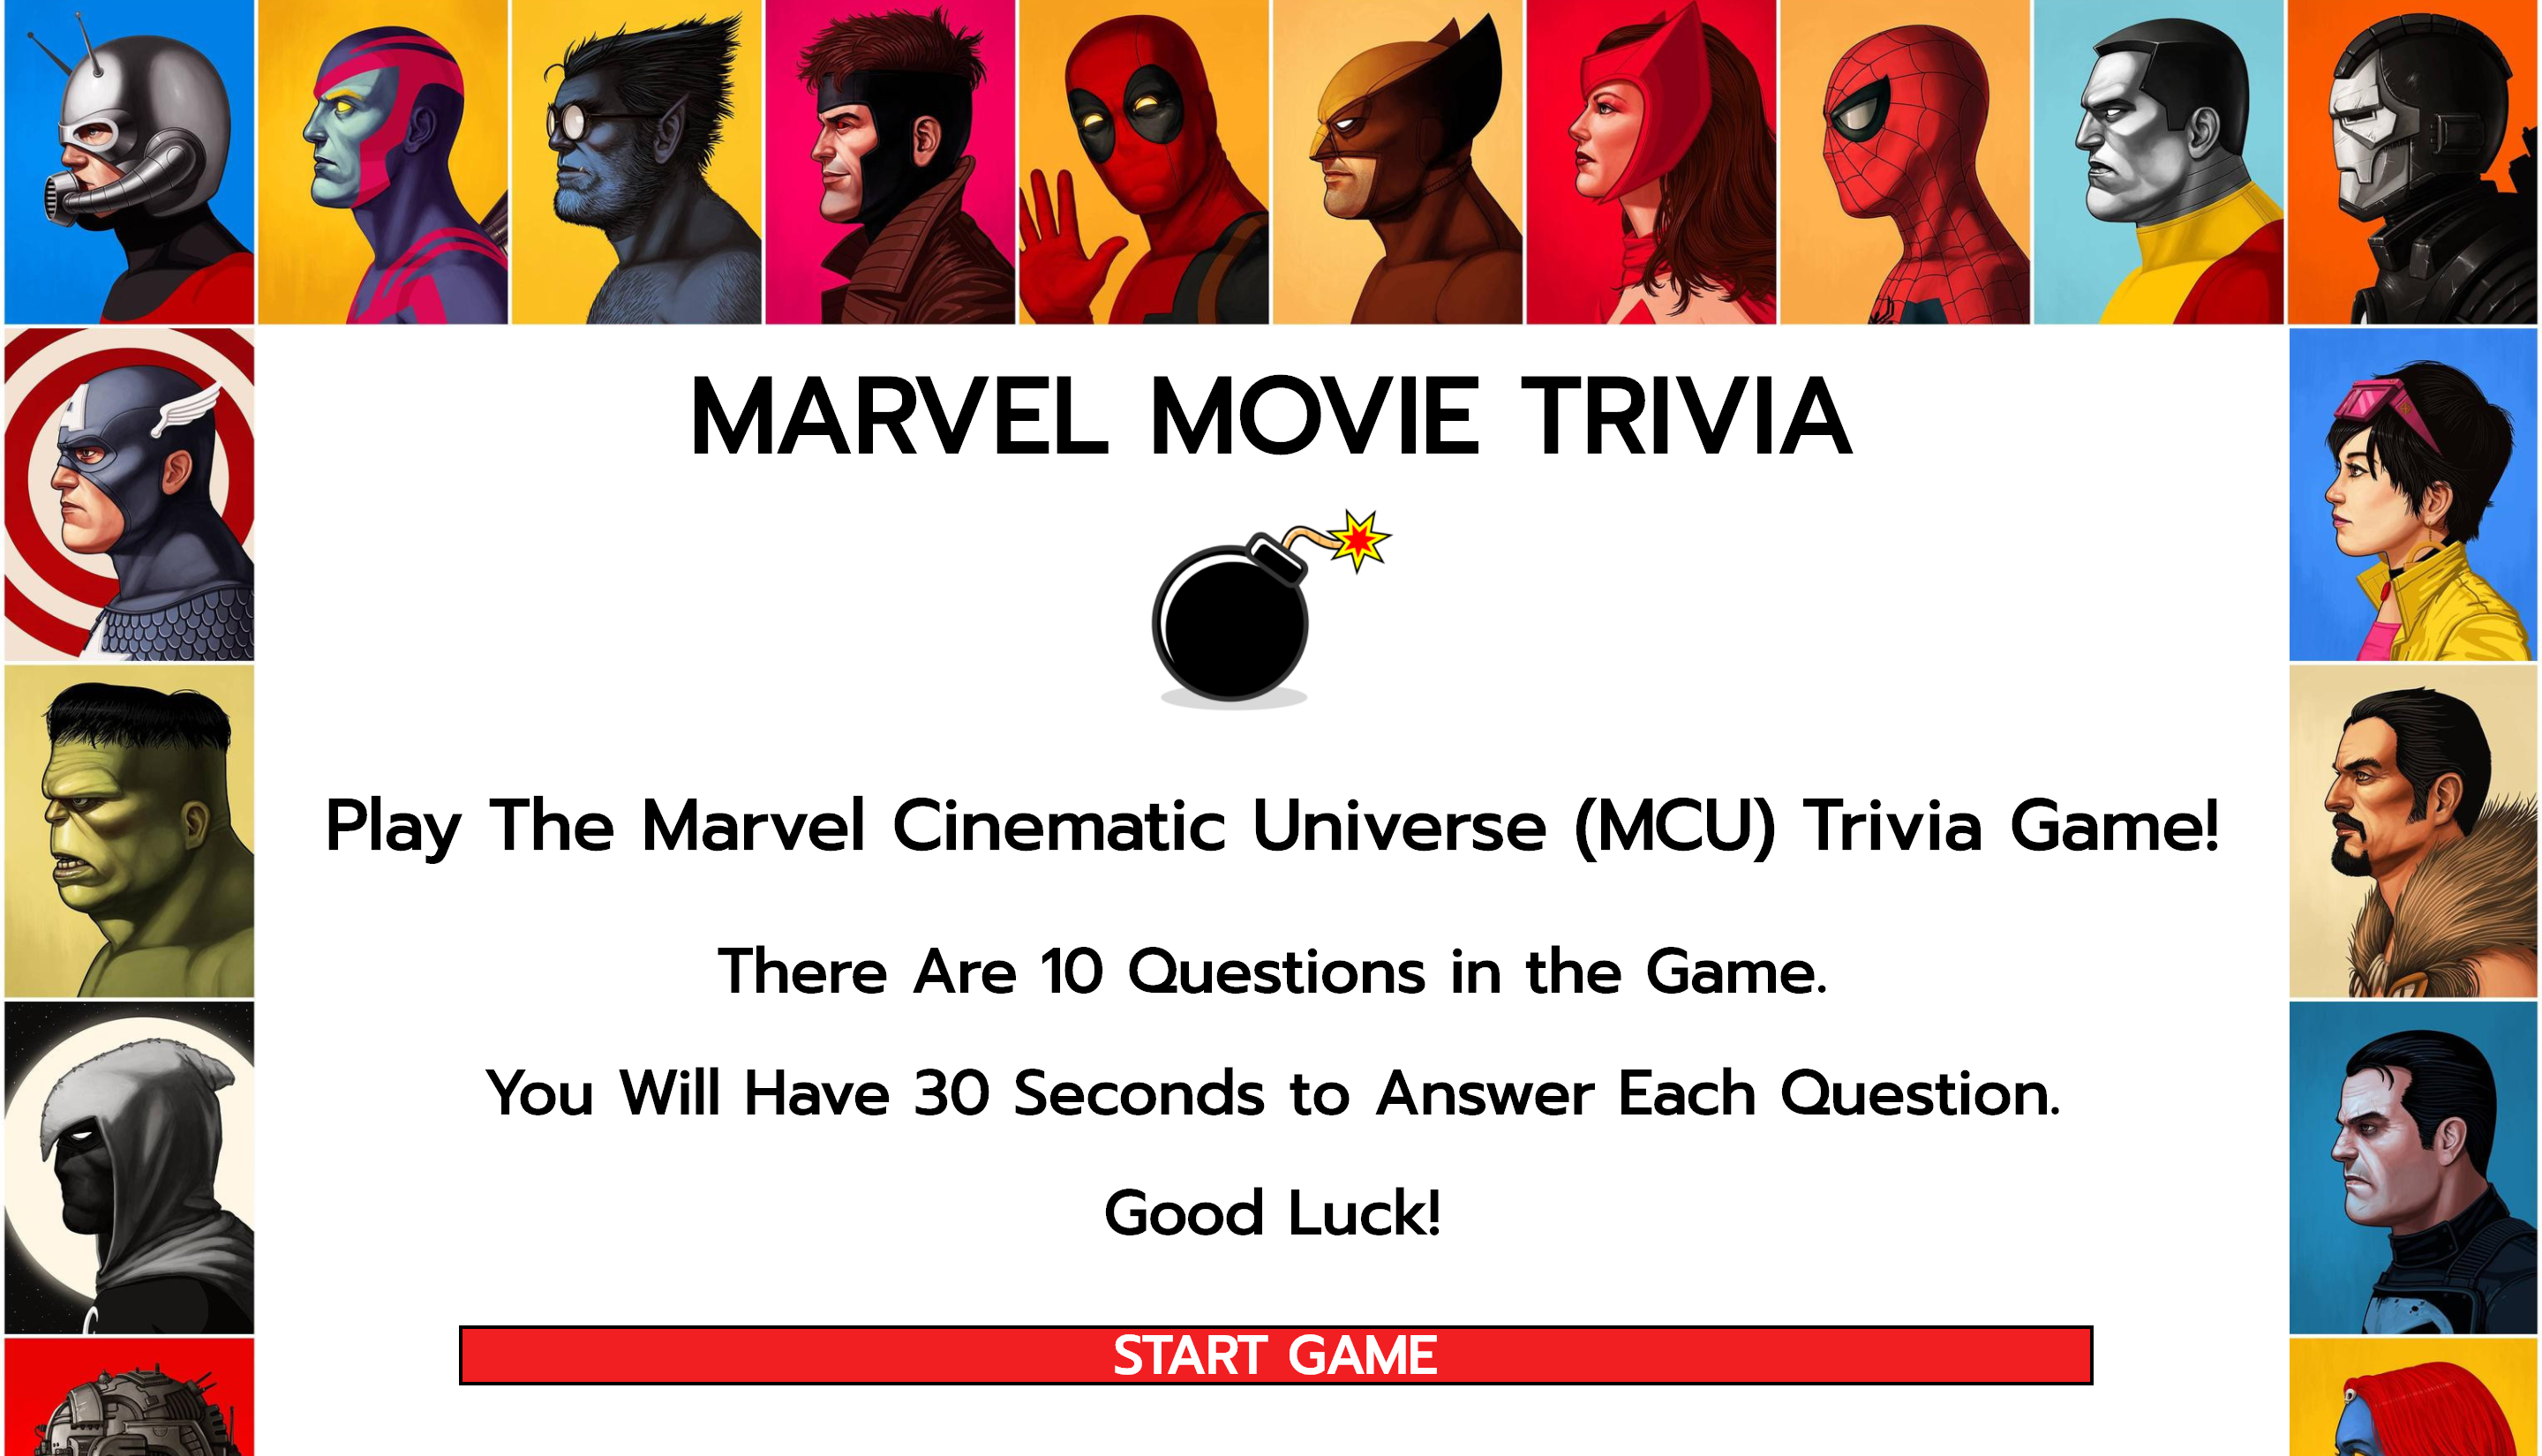 MARVEL MOVIE TRIVIA
Play The Marvel Cinematic Universe (MCU) Trivia Game!
There Are 10 Questions in the Game.
You Will Have 30 Seconds to Answer Each Question.
Good Luck!
START GAME